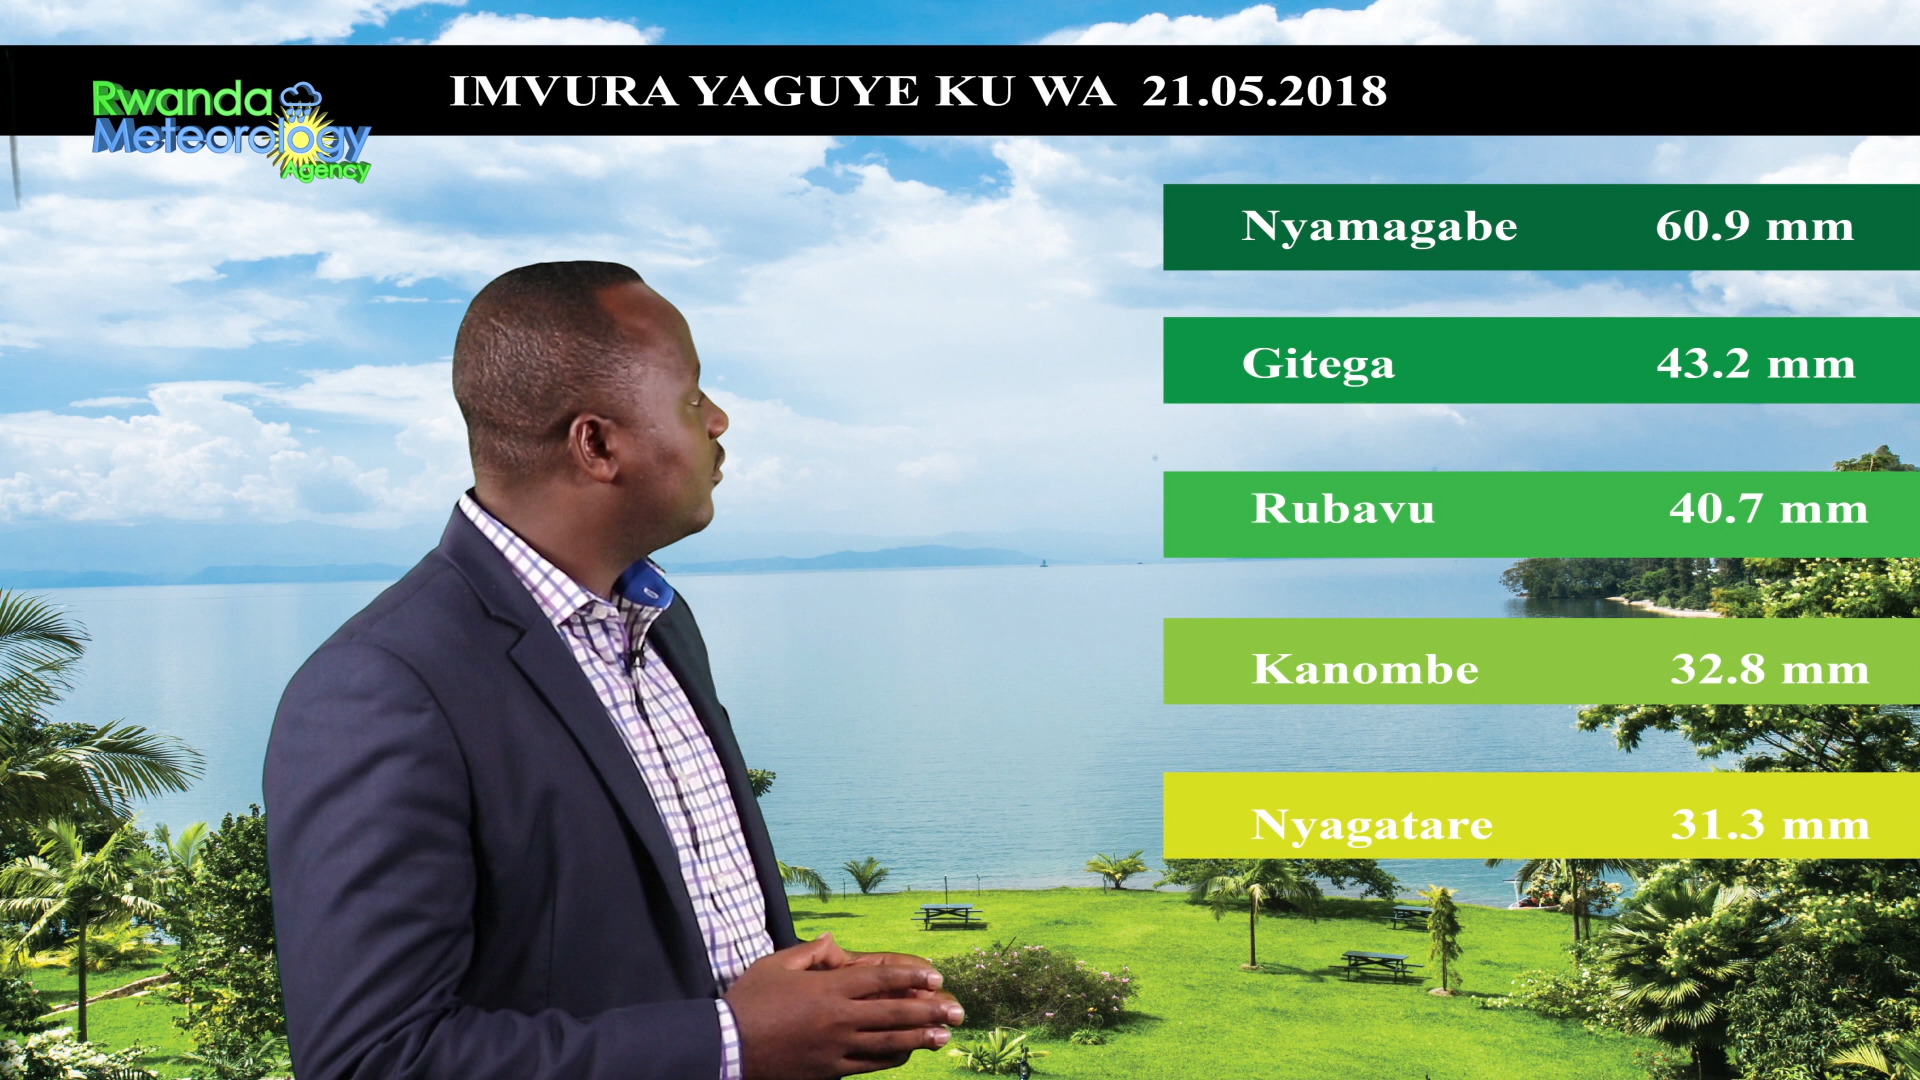 Rwanda
Meteorology
Agency
IMVURA YAGUYE KU WA 21.05.2018
Nyamagabe 60.9 mm
Gitega 43.2 mm
Rubavu 40.7 mm
Kanombe 32.8 mm
Nyagatare 31.3 mm